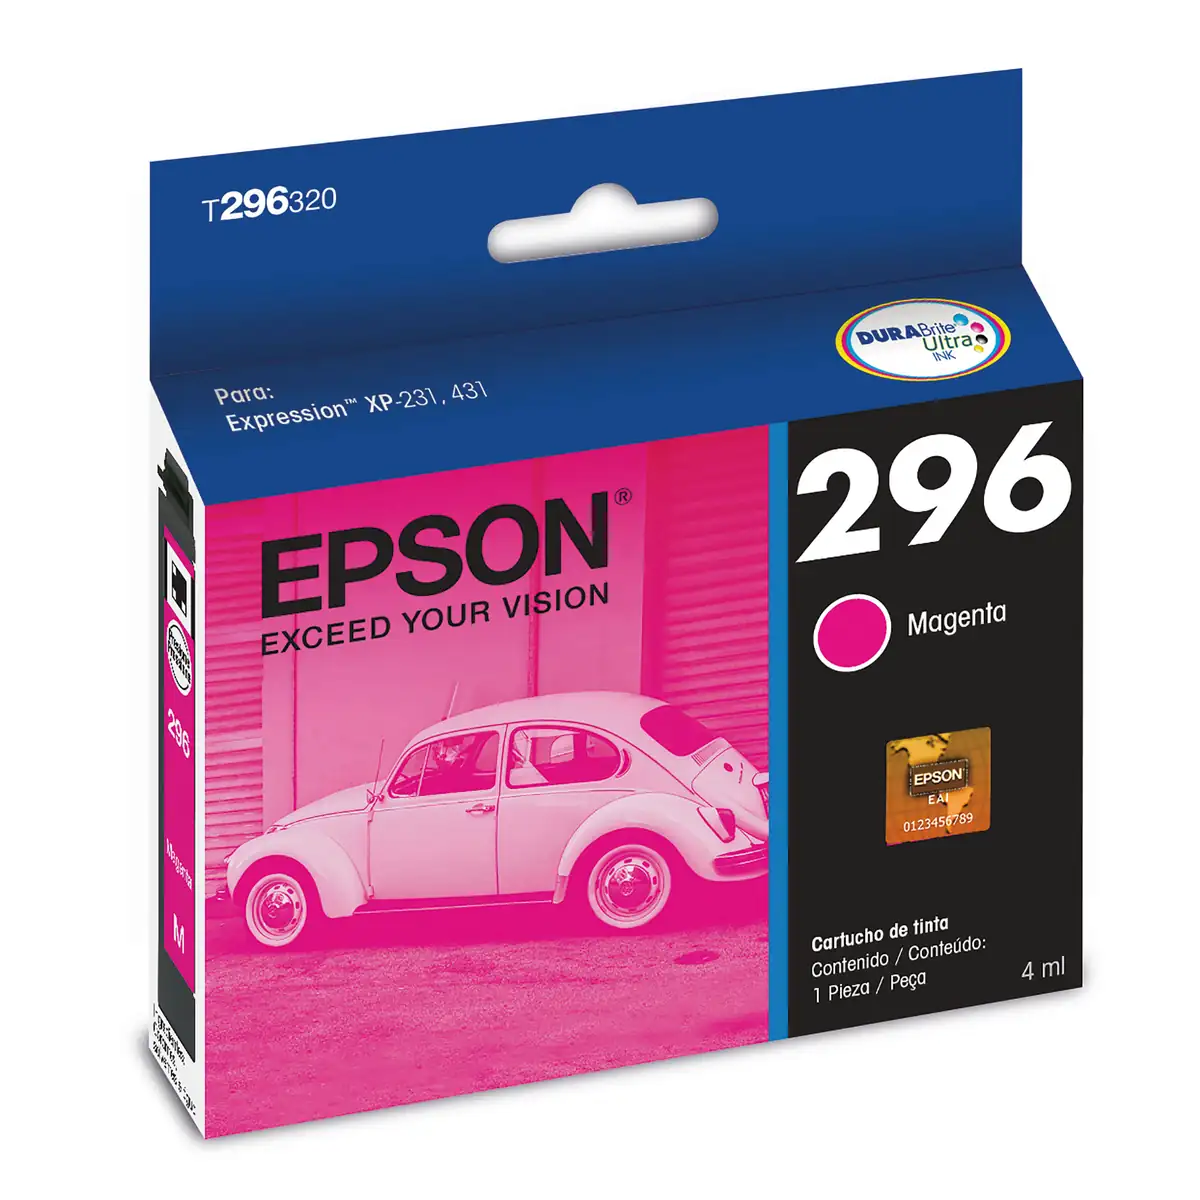 T296320
Para:
Expression™ XP-231, 431
DURABrite
Ultra
INK
EPSON®
EXCEED YOUR VISION
296
Magenta
EPSON
EAI
0123456789
Cartucho de tinta
Contenido / Conteúdo:
1 Pieza / Peça
4 ml
296
Magenta
M